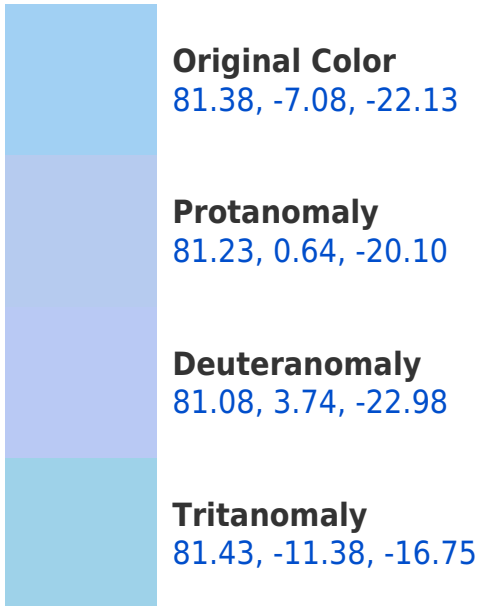 Original Color
81.38, -7.08, -22.13
Protanomaly
81.23, 0.64, -20.10
Deuteranomaly
81.08, 3.74, -22.98
Tritanomaly
81.43, -11.38, -16.75